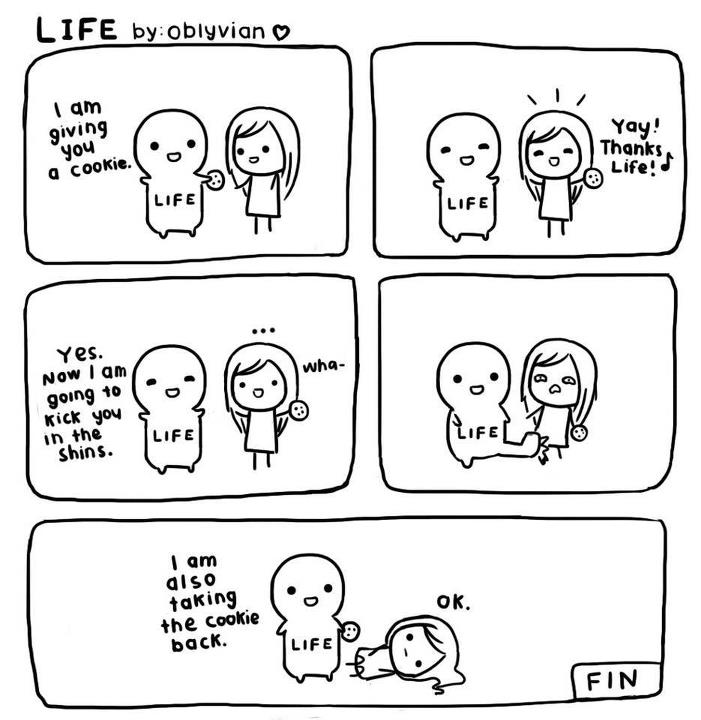 LIFE by:oblyvian ♡
I am
giving
you
a cookie.
LIFE
Yay!
Thanks
Life!♪
LIFE
Yes.
Now I am
going to
kick you
in the
shins.
...
wha-
LIFE
LIFE
I am
also
taking
the cookie
back.
OK.
LIFE
FIN